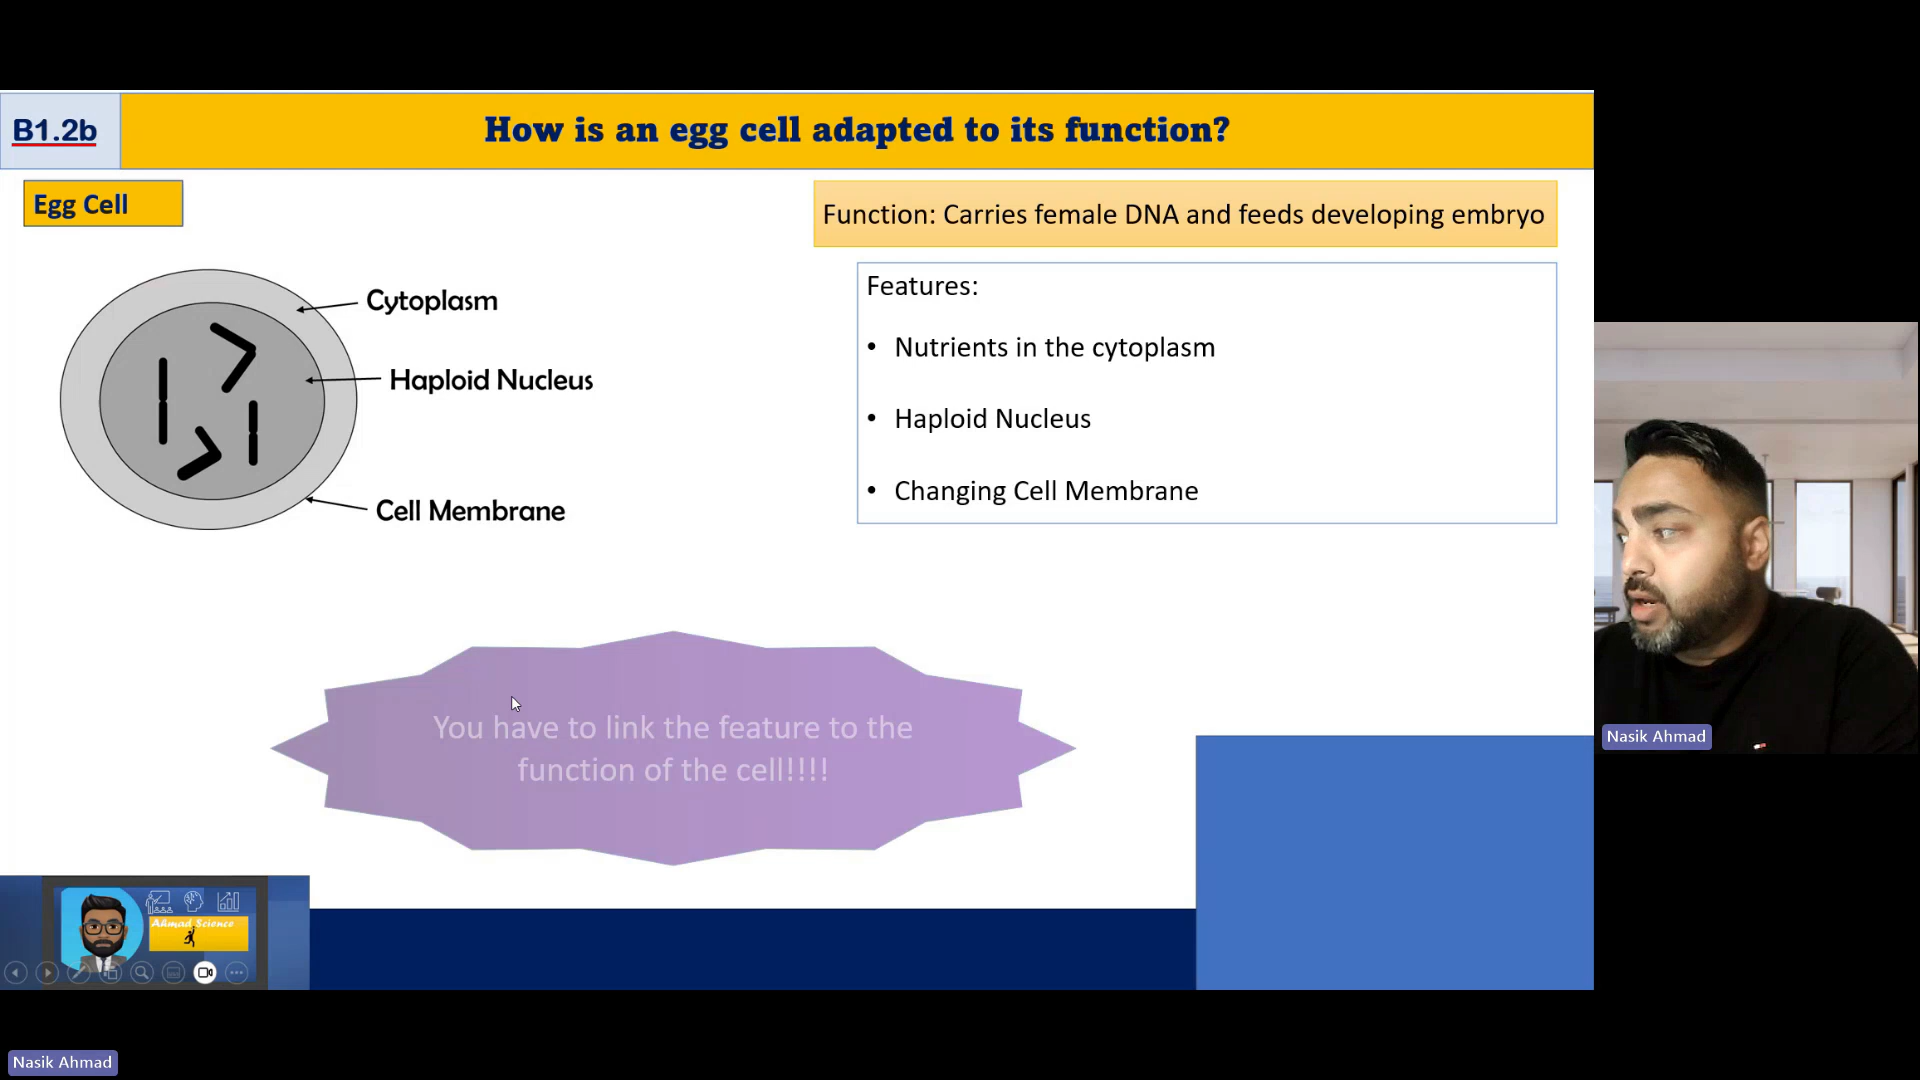 B1.2b
How is an egg cell adapted to its function?
Egg Cell
Function: Carries female DNA and feeds developing embryo
Cytoplasm
Haploid Nucleus
Cell Membrane
Features:
• Nutrients in the cytoplasm
• Haploid Nucleus
• Changing Cell Membrane
You have to link the feature to the
function of the cell!!!!
Nasik Ahmad
Ahmad Science
Nasik Ahmad